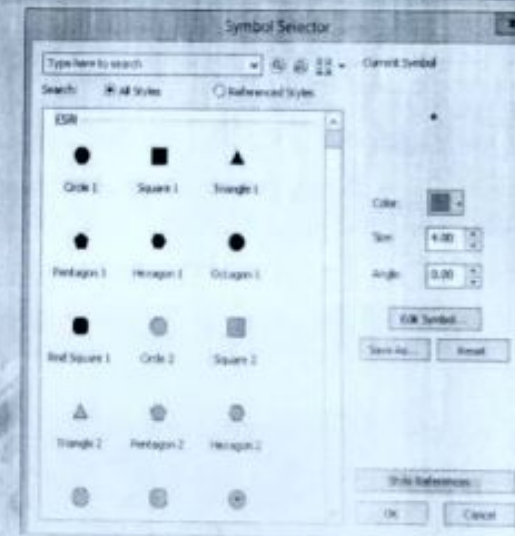 Symbol Selector
Type here to search
Current Symbol
Search: All Styles Referenced Styles
ESRI
Circle 1 Square 1 Triangle 1
Color:
Size: 4.00
Pentagon 1 Hexagon 1 Octagon 1
Angle: 0.00
Edit Symbol...
Rnd Square 1 Circle 2 Square 2
Save As... Reset
Triangle 2 Pentagon 2 Hexagon 2
Style References...
OK Cancel